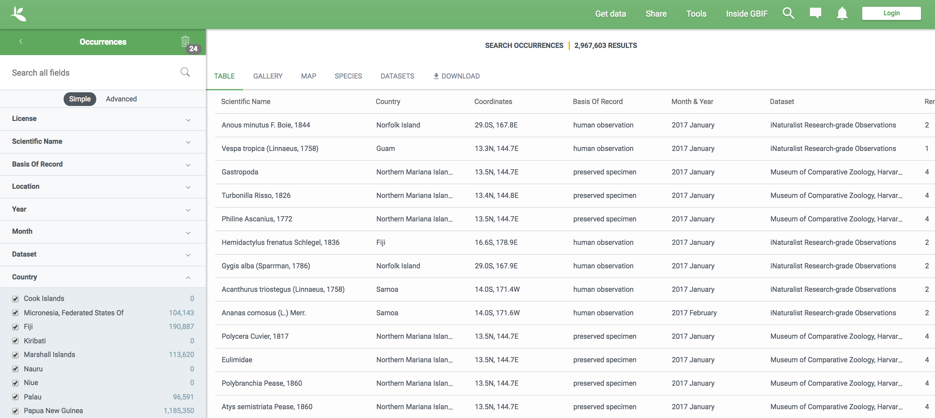 Get data Share Tools Inside GBIF Login
Occurrences 24
SEARCH OCCURRENCES | 2,967,603 RESULTS
Search all fields
Simple Advanced
License
Scientific Name
Basis Of Record
Location
Year
Month
Dataset
Country
Cook Islands 0
Micronesia, Federated States Of 104,143
Fiji 190,887
Kiribati 0
Marshall Islands 113,620
Nauru 0
Niue 0
Palau 96,591
Papua New Guinea 1,185,350
TABLE GALLERY MAP SPECIES DATASETS DOWNLOAD
Scientific Name Country Coordinates Basis Of Record Month & Year Dataset
Anous minutus F. Boie, 1844 Norfolk Island 29.0S, 167.8E human observation 2017 January iNaturalist Research-grade Observations 2
Vespa tropica (Linnaeus, 1758) Guam 13.3N, 144.7E human observation 2017 January iNaturalist Research-grade Observations 1
Gastropoda Northern Mariana Islan... 13.5N, 144.7E preserved specimen 2017 January Museum of Comparative Zoology, Harvar... 4
Turbonilla Risso, 1826 Northern Mariana Islan... 13.4N, 144.8E preserved specimen 2017 January Museum of Comparative Zoology, Harvar... 4
Philine Ascanius, 1772 Northern Mariana Islan... 13.5N, 144.7E preserved specimen 2017 January Museum of Comparative Zoology, Harvar... 4
Hemidactylus frenatus Schlegel, 1836 Fiji 16.6S, 178.9E human observation 2017 January iNaturalist Research-grade Observations 2
Gygis alba (Sparrman, 1786) Norfolk Island 29.0S, 167.9E human observation 2017 January iNaturalist Research-grade Observations 2
Acanthurus triostegus (Linnaeus, 1758) Samoa 14.0S, 171.4W human observation 2017 January iNaturalist Research-grade Observations 2
Ananas comosus (L.) Merr. Samoa 14.0S, 171.6W human observation 2017 February iNaturalist Research-grade Observations 2
Polycera Cuvier, 1817 Northern Mariana Islan... 13.5N, 144.7E preserved specimen 2017 January Museum of Comparative Zoology, Harvar... 4
Eulimidae Northern Mariana Islan... 13.5N, 144.7E preserved specimen 2017 January Museum of Comparative Zoology, Harvar... 4
Polybranchia Pease, 1860 Northern Mariana Islan... 13.5N, 144.7E preserved specimen 2017 January Museum of Comparative Zoology, Harvar... 4
Atys semistriata Pease, 1860 Northern Mariana Islan... 13.5N, 144.7E preserved specimen 2017 January Museum of Comparative Zoology, Harvar... 4